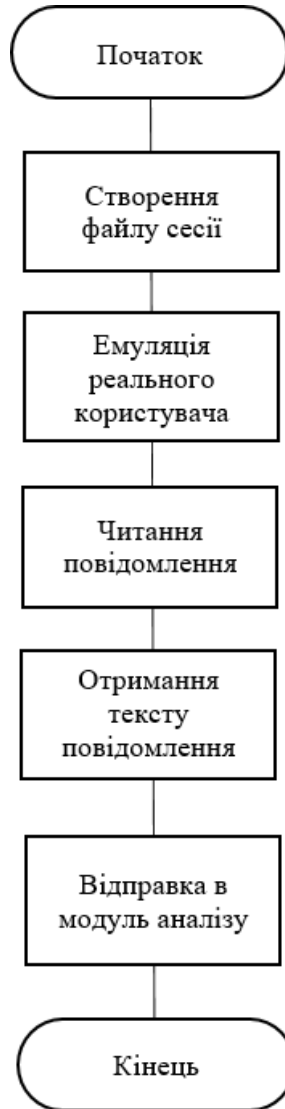 Початок
Створення
файлу сесії
Емуляція
реального
користувача
Читання
повідомлення
Отримання
тексту
повідомлення
Відправка в
модуль аналізу
Кінець